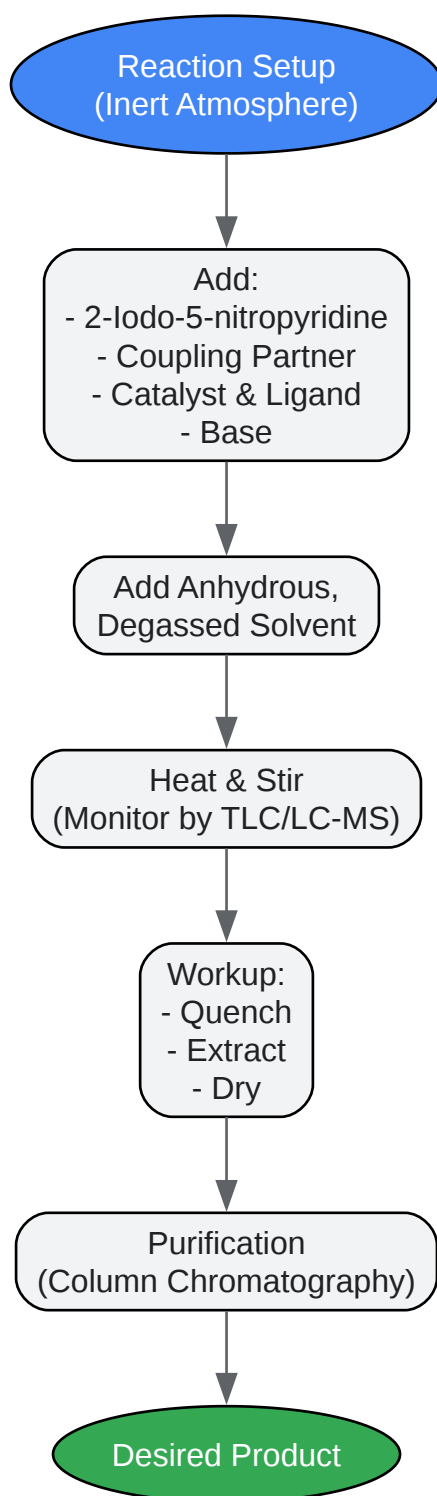 Reaction Setup
(Inert Atmosphere)
Add:
- 2-Iodo-5-nitropyridine
- Coupling Partner
- Catalyst & Ligand
- Base
Add Anhydrous,
Degassed Solvent
Heat & Stir
(Monitor by TLC/LC-MS)
Workup:
- Quench
- Extract
- Dry
Purification
(Column Chromatography)
Desired Product